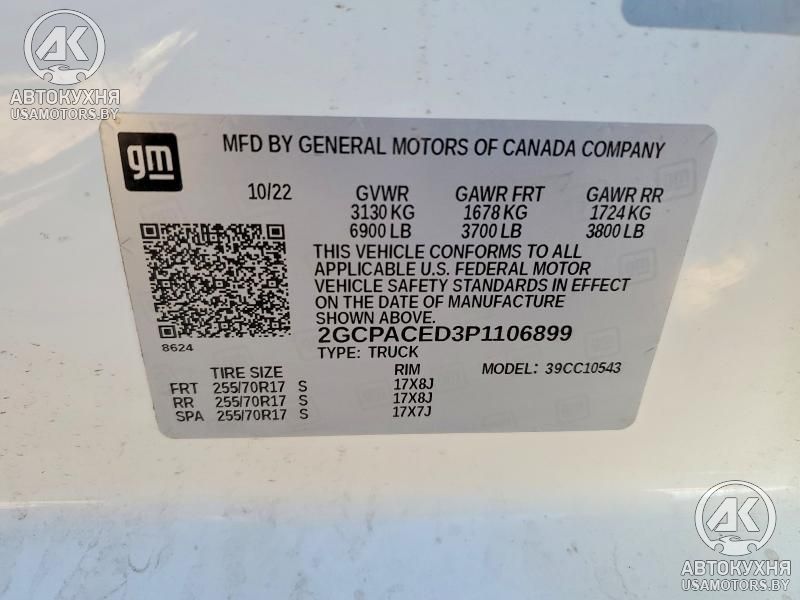 AK
АВТОКУХНЯ
USAMOTORS.BY
gm
MFD BY GENERAL MOTORS OF CANADA COMPANY
10/22 GVWR GAWR FRT GAWR RR
3130 KG 1678 KG 1724 KG
6900 LB 3700 LB 3800 LB
THIS VEHICLE CONFORMS TO ALL
APPLICABLE U.S. FEDERAL MOTOR
VEHICLE SAFETY STANDARDS IN EFFECT
ON THE DATE OF MANUFACTURE
SHOWN ABOVE.
2GCPACED3P1106899
8624
TYPE: TRUCK
TIRE SIZE RIM MODEL: 39CC10543
FRT 255/70R17 S 17X8J
RR 255/70R17 S 17X8J
SPA 255/70R17 S 17X7J
AK
АВТОКУХНЯ
USAMOTORS.BY